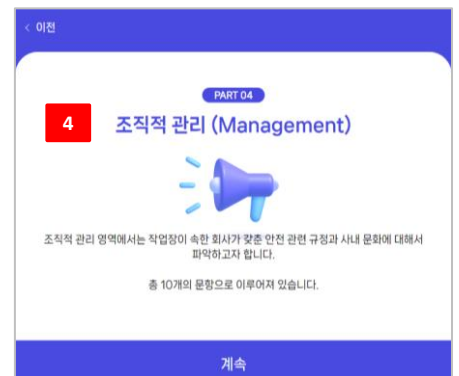 < 이전
PART 04
4
조직적 관리 (Management)
조직적 관리 영역에서는 작업장이 속한 회사가 갖춘 안전 관련 규정과 사내 문화에 대해서
파악하고자 합니다.
총 10개의 문항으로 이루어져 있습니다.
계속